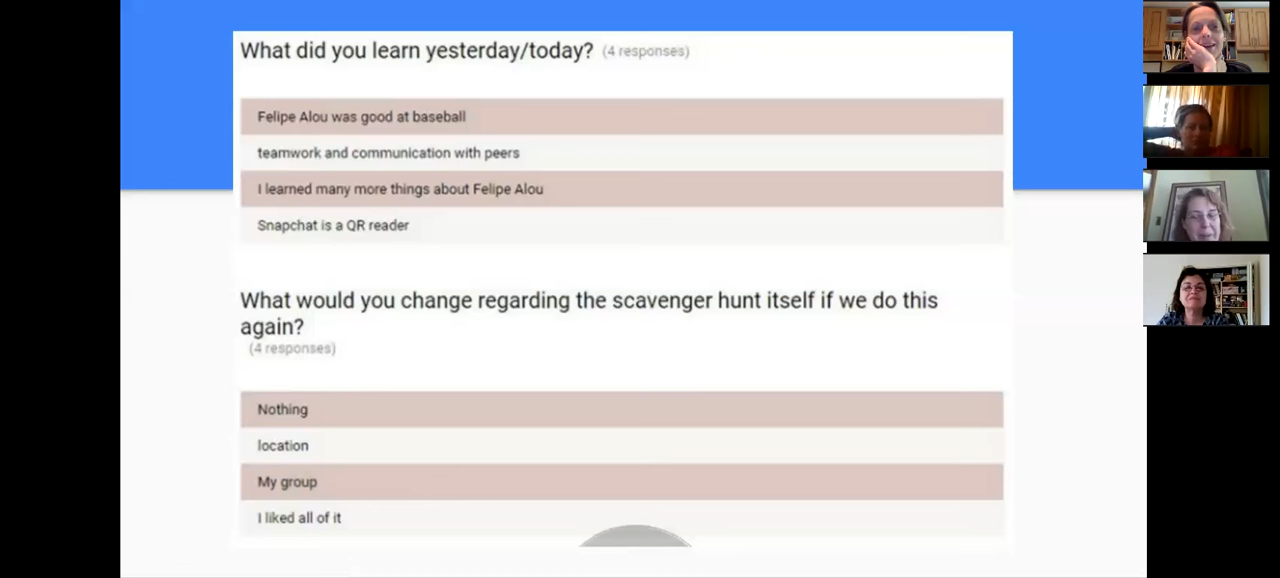 What did you learn yesterday/today? (4 responses)
Felipe Alou was good at baseball
teamwork and communication with peers
I learned many more things about Felipe Alou
Snapchat is a QR reader
What would you change regarding the scavenger hunt itself if we do this
again?
(4 responses)
Nothing
location
My group
I liked all of it